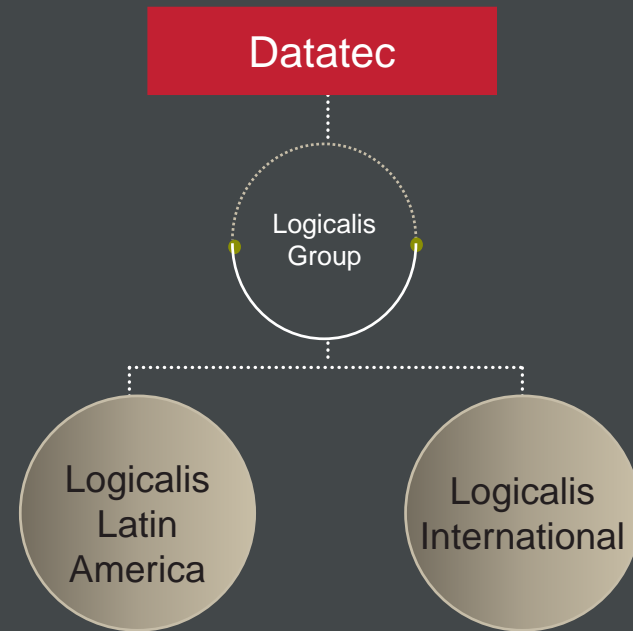 Datatec
Logicalis
Group
Logicalis
Latin
America
Logicalis
International